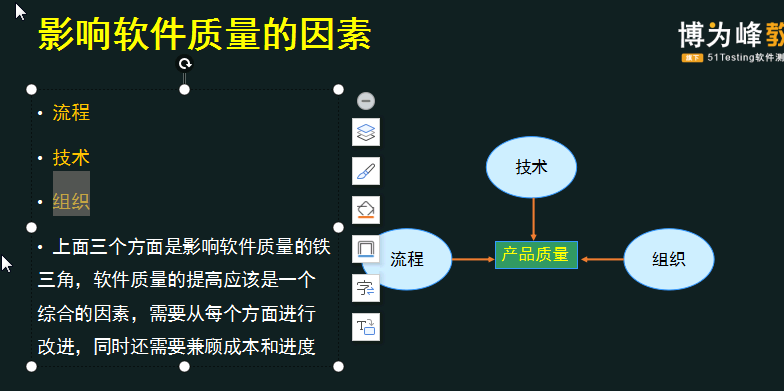 影响软件质量的因素
博为峰教
旗下 51Testing软件测
• 流程
• 技术
• 组织
• 上面三个方面是影响软件质量的铁
三角，软件质量的提高应该是一个
综合的因素，需要从每个方面进行
改进，同时还需要兼顾成本和进度
技术
流程
产品质量
组织
字
T